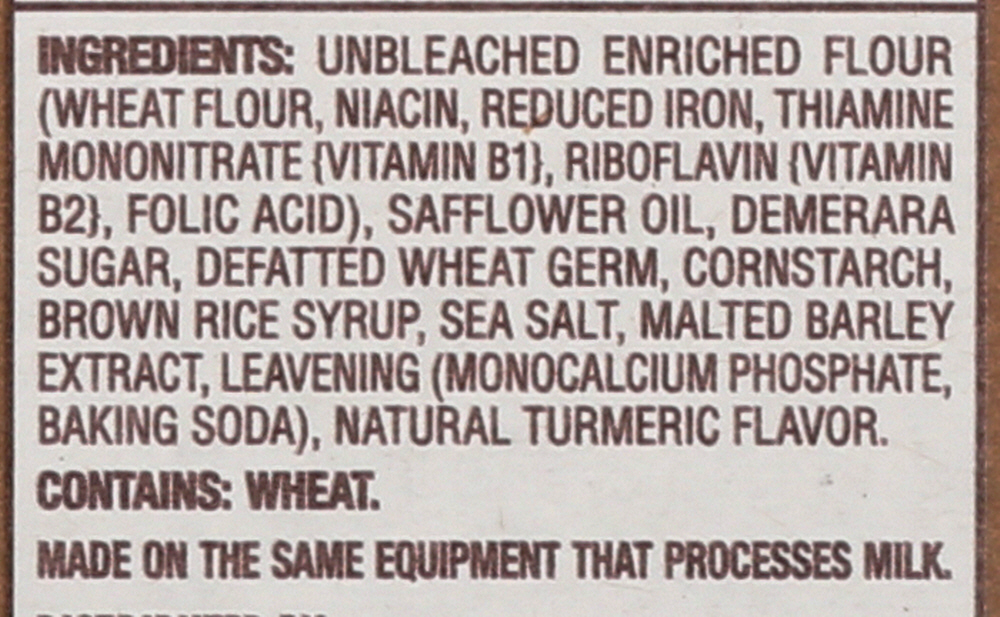 INGREDIENTS: UNBLEACHED ENRICHED FLOUR
(WHEAT FLOUR, NIACIN, REDUCED IRON, THIAMINE
MONONITRATE {VITAMIN B1}, RIBOFLAVIN {VITAMIN
B2}, FOLIC ACID), SAFFLOWER OIL, DEMERARA
SUGAR, DEFATTED WHEAT GERM, CORNSTARCH,
BROWN RICE SYRUP, SEA SALT, MALTED BARLEY
EXTRACT, LEAVENING (MONOCALCIUM PHOSPHATE,
BAKING SODA), NATURAL TURMERIC FLAVOR.
CONTAINS: WHEAT.
MADE ON THE SAME EQUIPMENT THAT PROCESSES MILK.